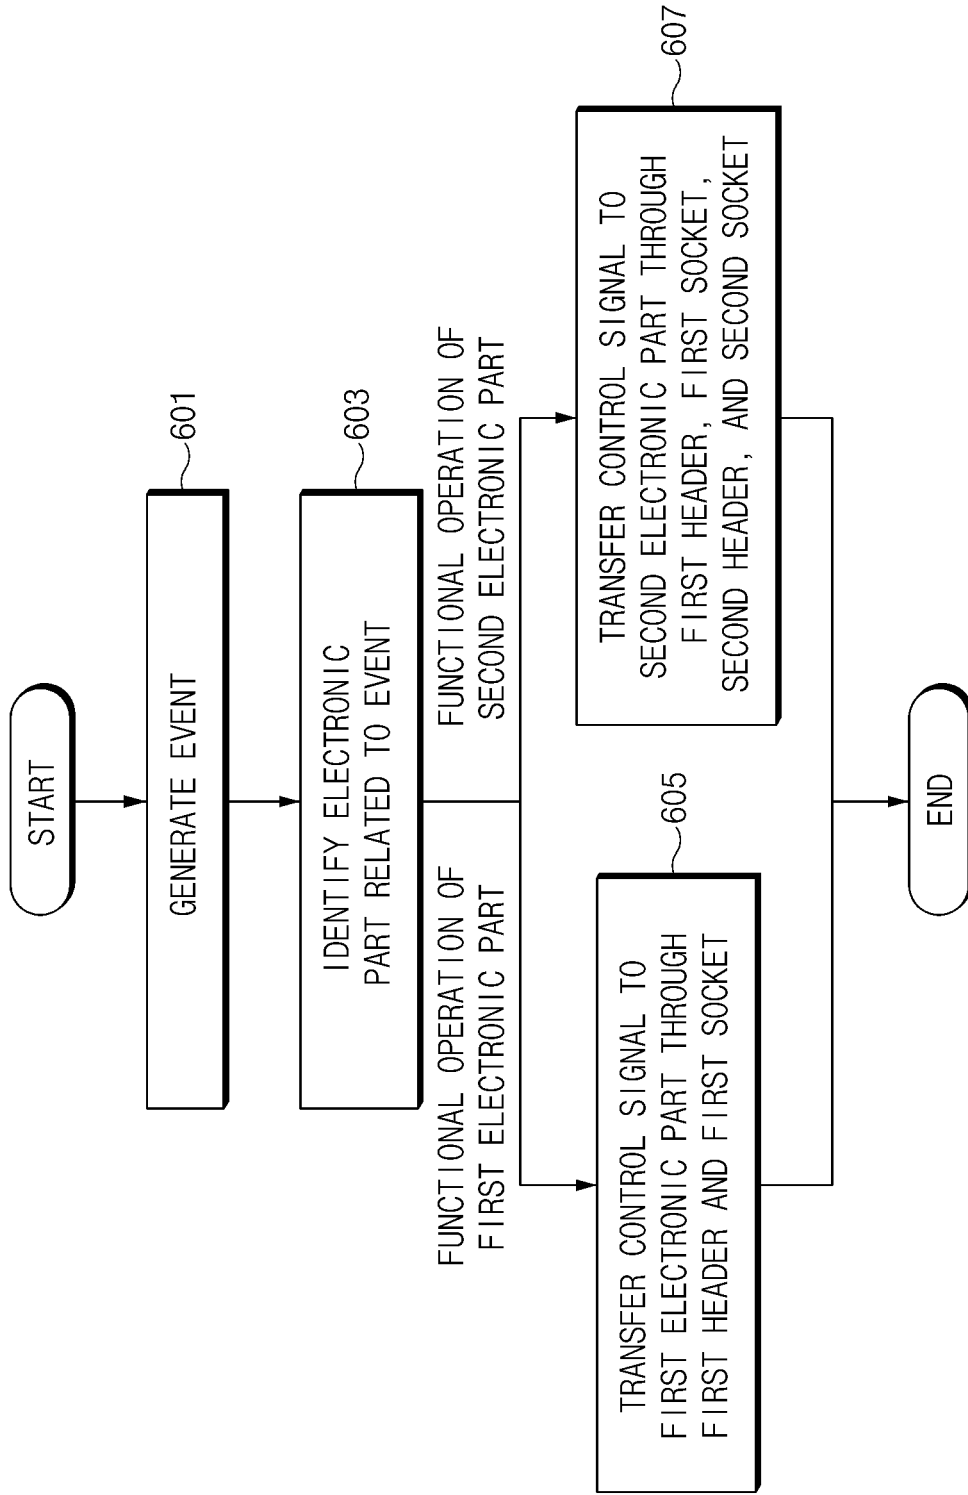 START
GENERATE EVENT
601
IDENTIFY ELECTRONIC
PART RELATED TO EVENT
603
FUNCTIONAL OPERATION OF
FIRST ELECTRONIC PART
FUNCTIONAL OPERATION OF
SECOND ELECTRONIC PART
TRANSFER CONTROL SIGNAL TO
FIRST ELECTRONIC PART THROUGH
FIRST HEADER AND FIRST SOCKET
605
TRANSFER CONTROL SIGNAL TO
SECOND ELECTRONIC PART THROUGH
FIRST HEADER, FIRST SOCKET,
SECOND HEADER, AND SECOND SOCKET
607
END